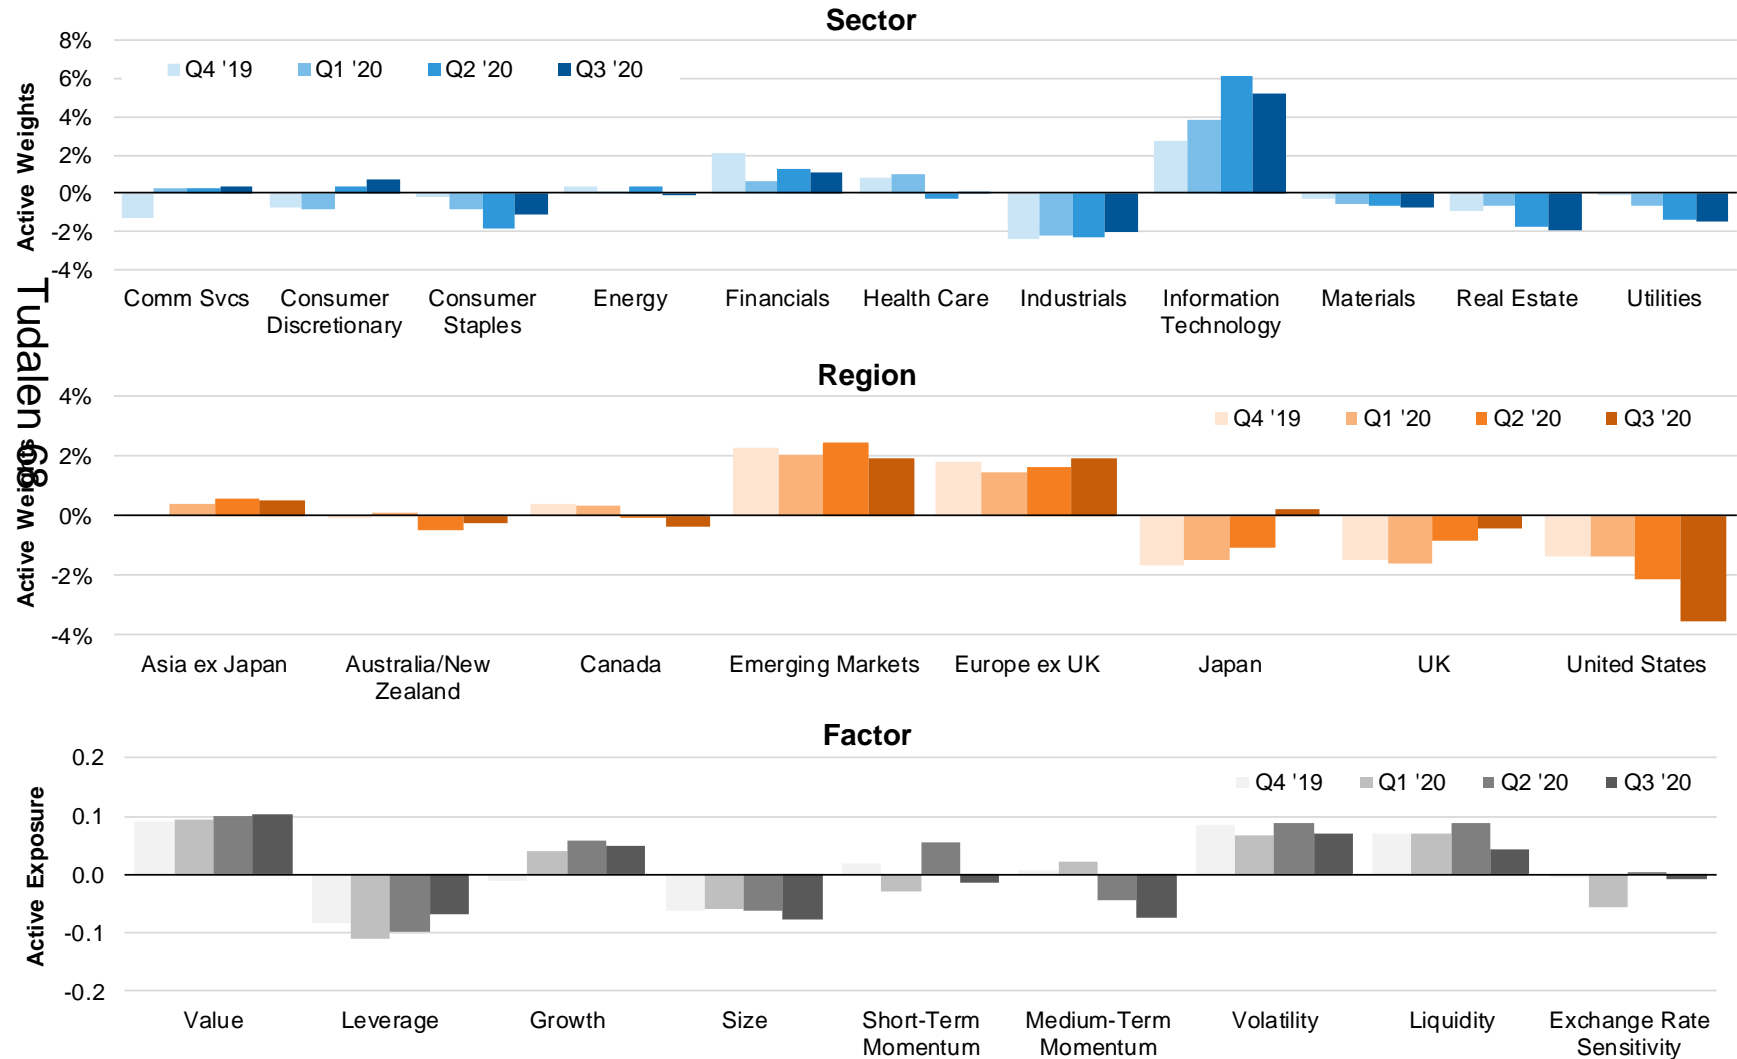 Sector
8%
6%
4%
2%
0%
-2%
-4%
Active Weights
Q4 '19 Q1 '20 Q2 '20 Q3 '20
Comm Svcs Consumer Discretionary Consumer Staples Energy Financials Health Care Industrials Information Technology Materials Real Estate Utilities
Tudalen 68
Region
4%
2%
0%
-2%
-4%
Active Weights
Q4 '19 Q1 '20 Q2 '20 Q3 '20
Asia ex Japan Australia/New Zealand Canada Emerging Markets Europe ex UK Japan UK United States
Factor
0.2
0.1
0.0
-0.1
-0.2
Active Exposure
Q4 '19 Q1 '20 Q2 '20 Q3 '20
Value Leverage Growth Size Short-Term Momentum Medium-Term Momentum Volatility Liquidity Exchange Rate Sensitivity